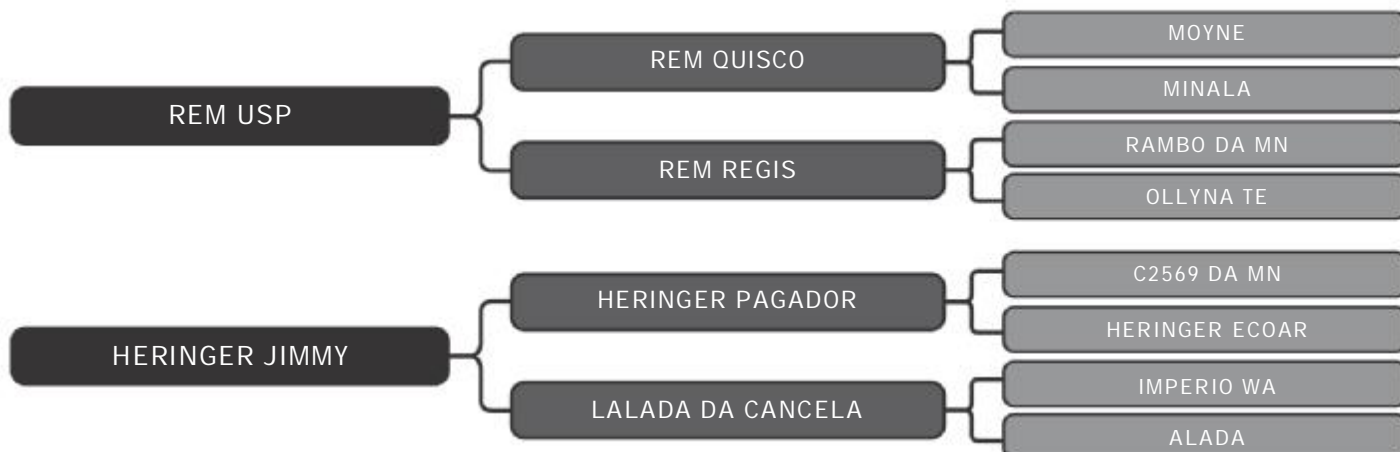 REM USP
REM QUISCO
MOYNE
MINALA
REM REGIS
RAMBO DA MN
OLLYNA TE
HERINGER JIMMY
HERINGER PAGADOR
C2569 DA MN
HERINGER ECOAR
LALADA DA CANCELA
IMPERIO WA
ALADA